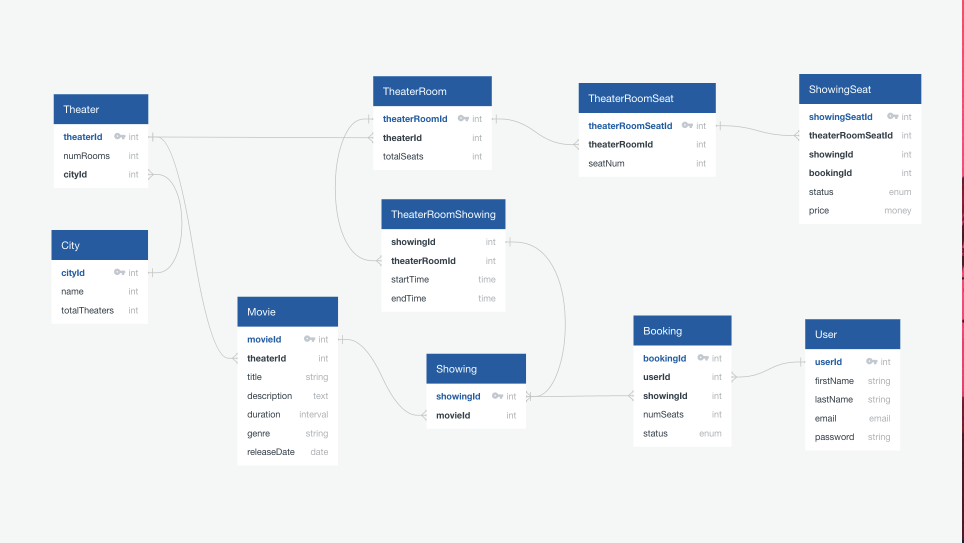 Theater
theaterId int
numRooms int
cityId int
City
cityId int
name int
totalTheaters int
Movie
movieId int
theaterId int
title string
description text
duration interval
genre string
releaseDate date
TheaterRoom
theaterRoomId int
theaterId int
totalSeats int
TheaterRoomShowing
showingId int
theaterRoomId int
startTime time
endTime time
Showing
showingId int
movieId int
TheaterRoomSeat
theaterRoomSeatId int
theaterRoomId int
seatNum int
Booking
bookingId int
userId int
showingId int
numSeats int
status enum
ShowingSeat
showingSeatId int
theaterRoomSeatId int
showingId int
bookingId int
status enum
price money
User
userId int
firstName string
lastName string
email email
password string